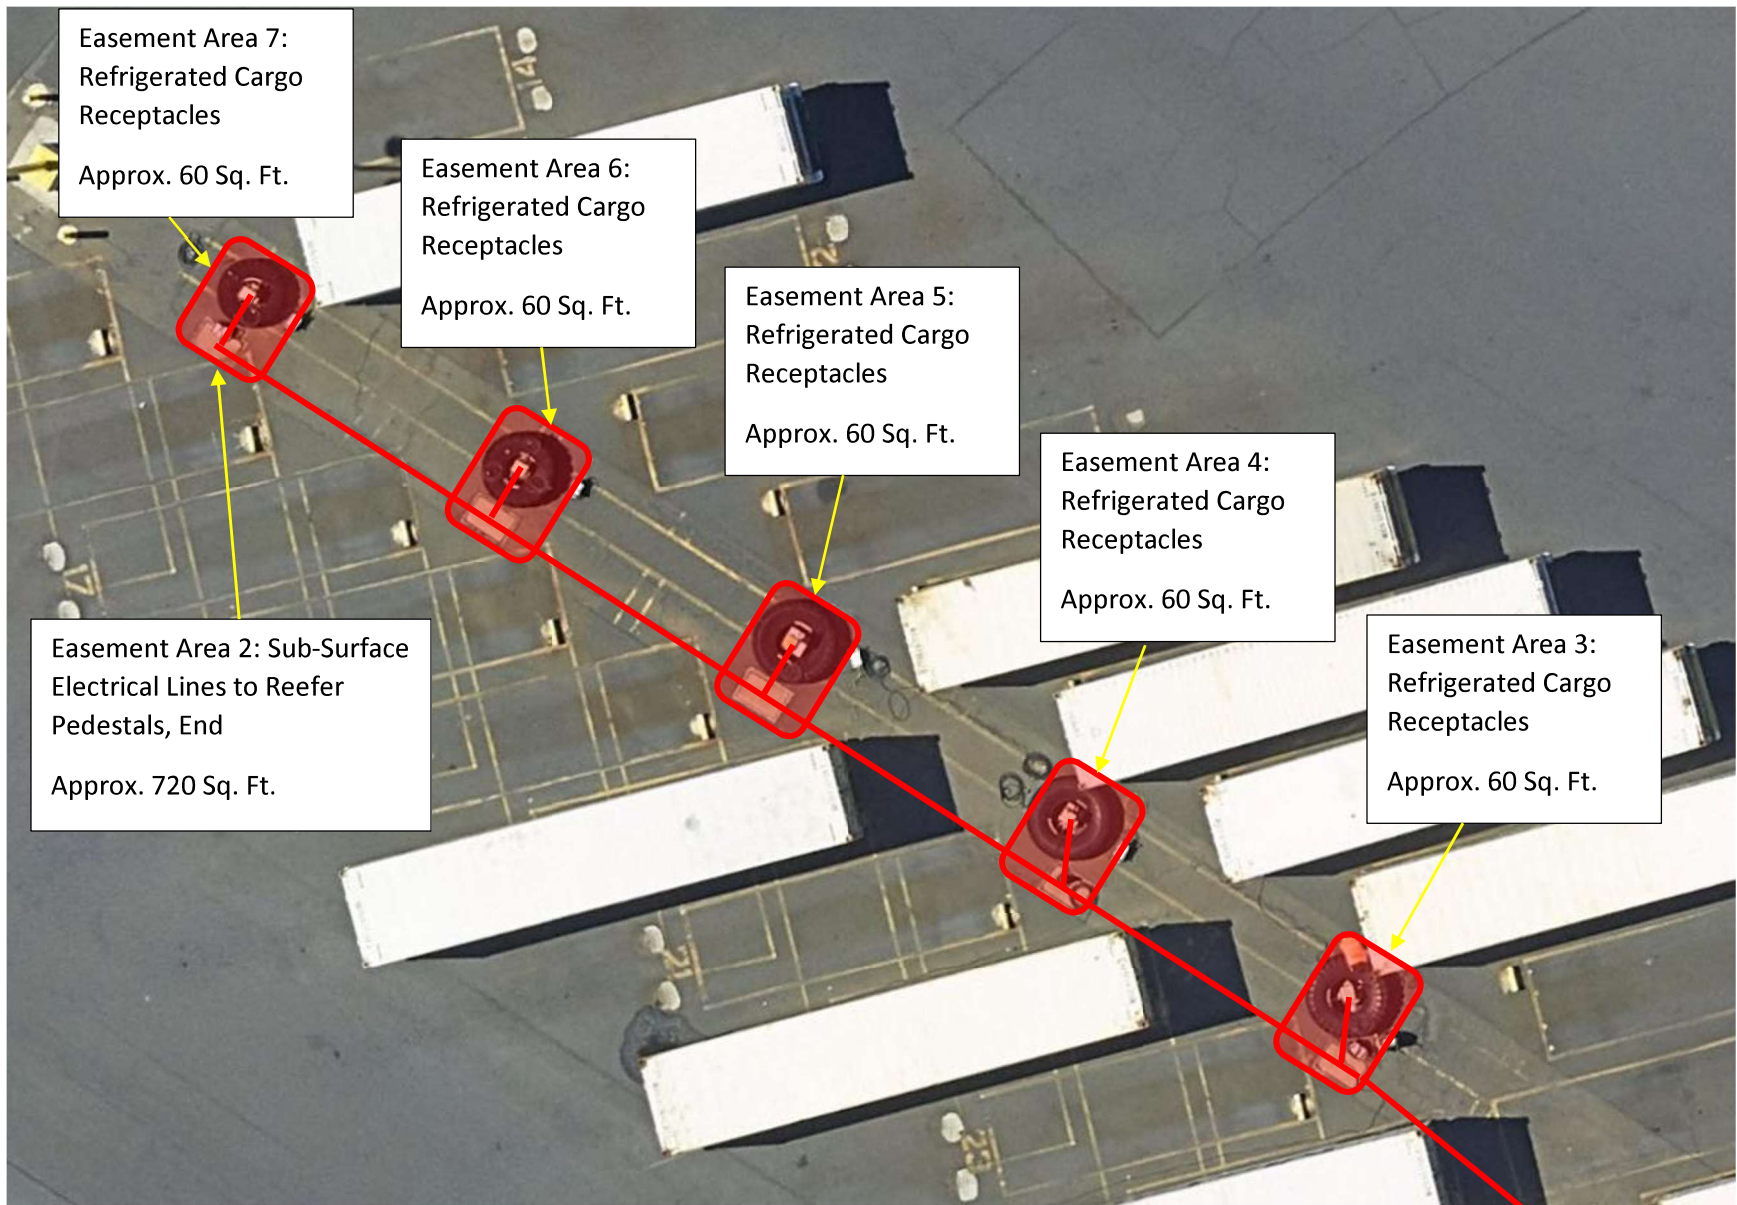 Easement Area 7:
Refrigerated Cargo
Receptacles
Approx. 60 Sq. Ft.
Easement Area 6:
Refrigerated Cargo
Receptacles
Approx. 60 Sq. Ft.
Easement Area 5:
Refrigerated Cargo
Receptacles
Approx. 60 Sq. Ft.
Easement Area 4:
Refrigerated Cargo
Receptacles
Approx. 60 Sq. Ft.
Easement Area 3:
Refrigerated Cargo
Receptacles
Approx. 60 Sq. Ft.
Easement Area 2: Sub-Surface
Electrical Lines to Reefer
Pedestals, End
Approx. 720 Sq. Ft.
14
21
23